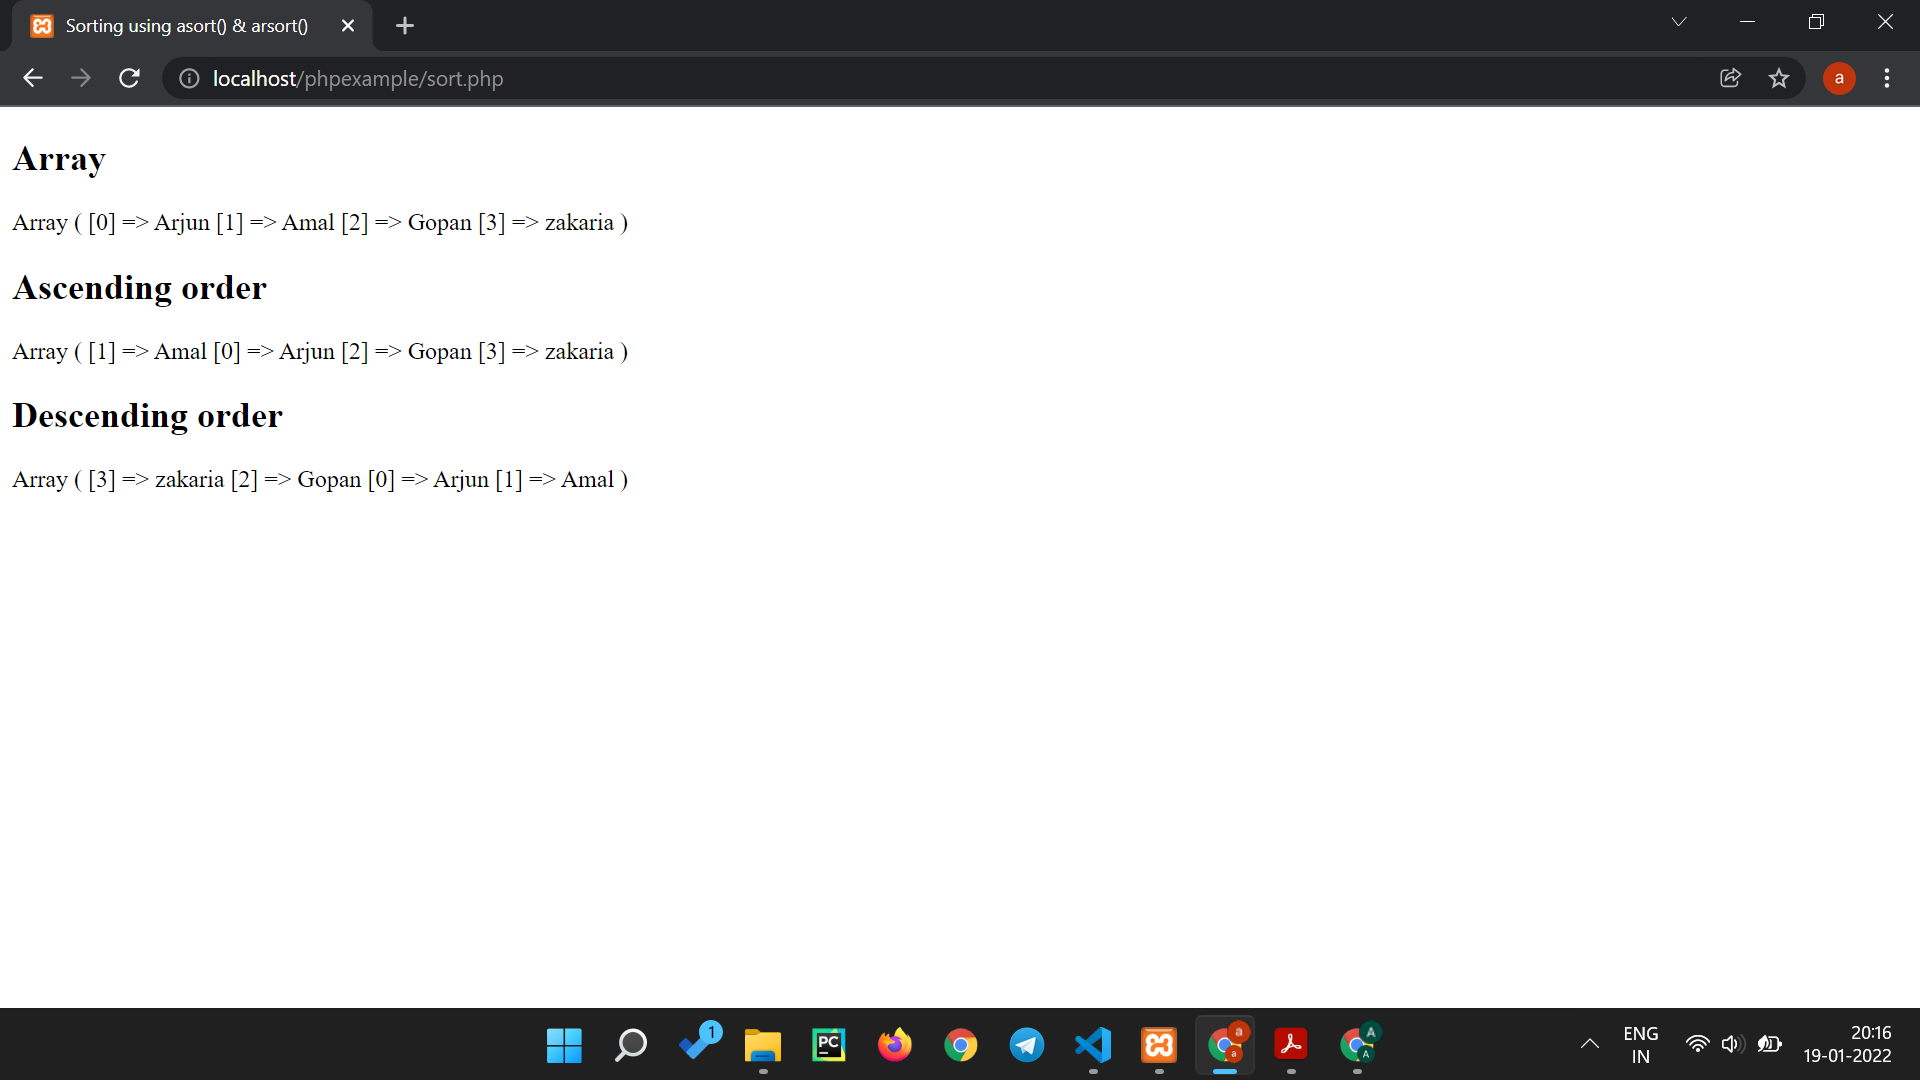 Sorting using asort() & arsort()
localhost/phpexample/sort.php
a
Array
Array ( [0] => Arjun [1] => Amal [2] => Gopan [3] => zakaria )
Ascending order
Array ( [1] => Amal [0] => Arjun [2] => Gopan [3] => zakaria )
Descending order
Array ( [3] => zakaria [2] => Gopan [0] => Arjun [1] => Amal )
1
PC
a
a
A
A
ENG
IN
20:16
19-01-2022